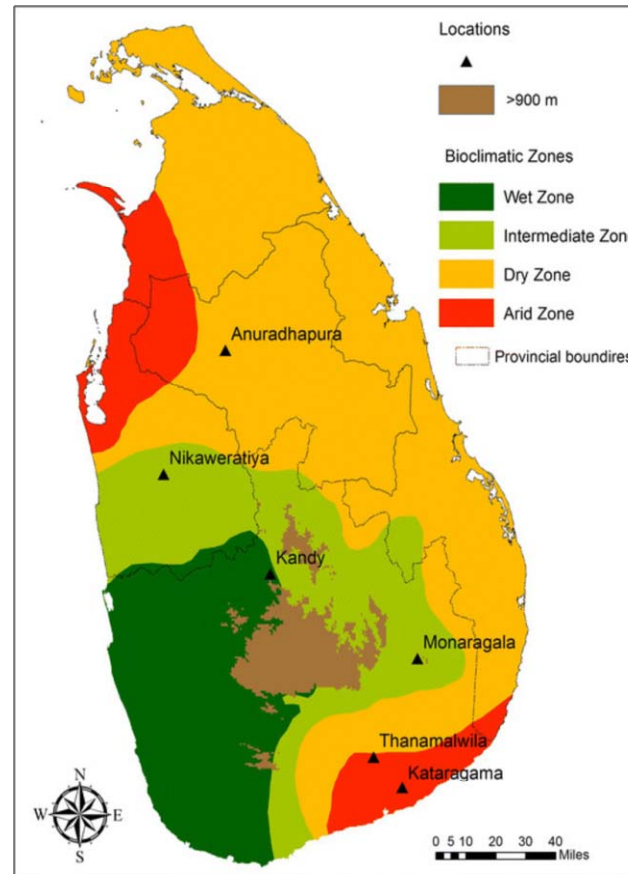 Locations
>900 m
Bioclimatic Zones
Wet Zone
Intermediate Zone
Dry Zone
Arid Zone
Provincial boundires
Anuradhapura
Nikaweratiya
Kandy
Monaragala
Thanamalwila
Kataragama
N
W E
S
0 5 10 20 30 40
Miles